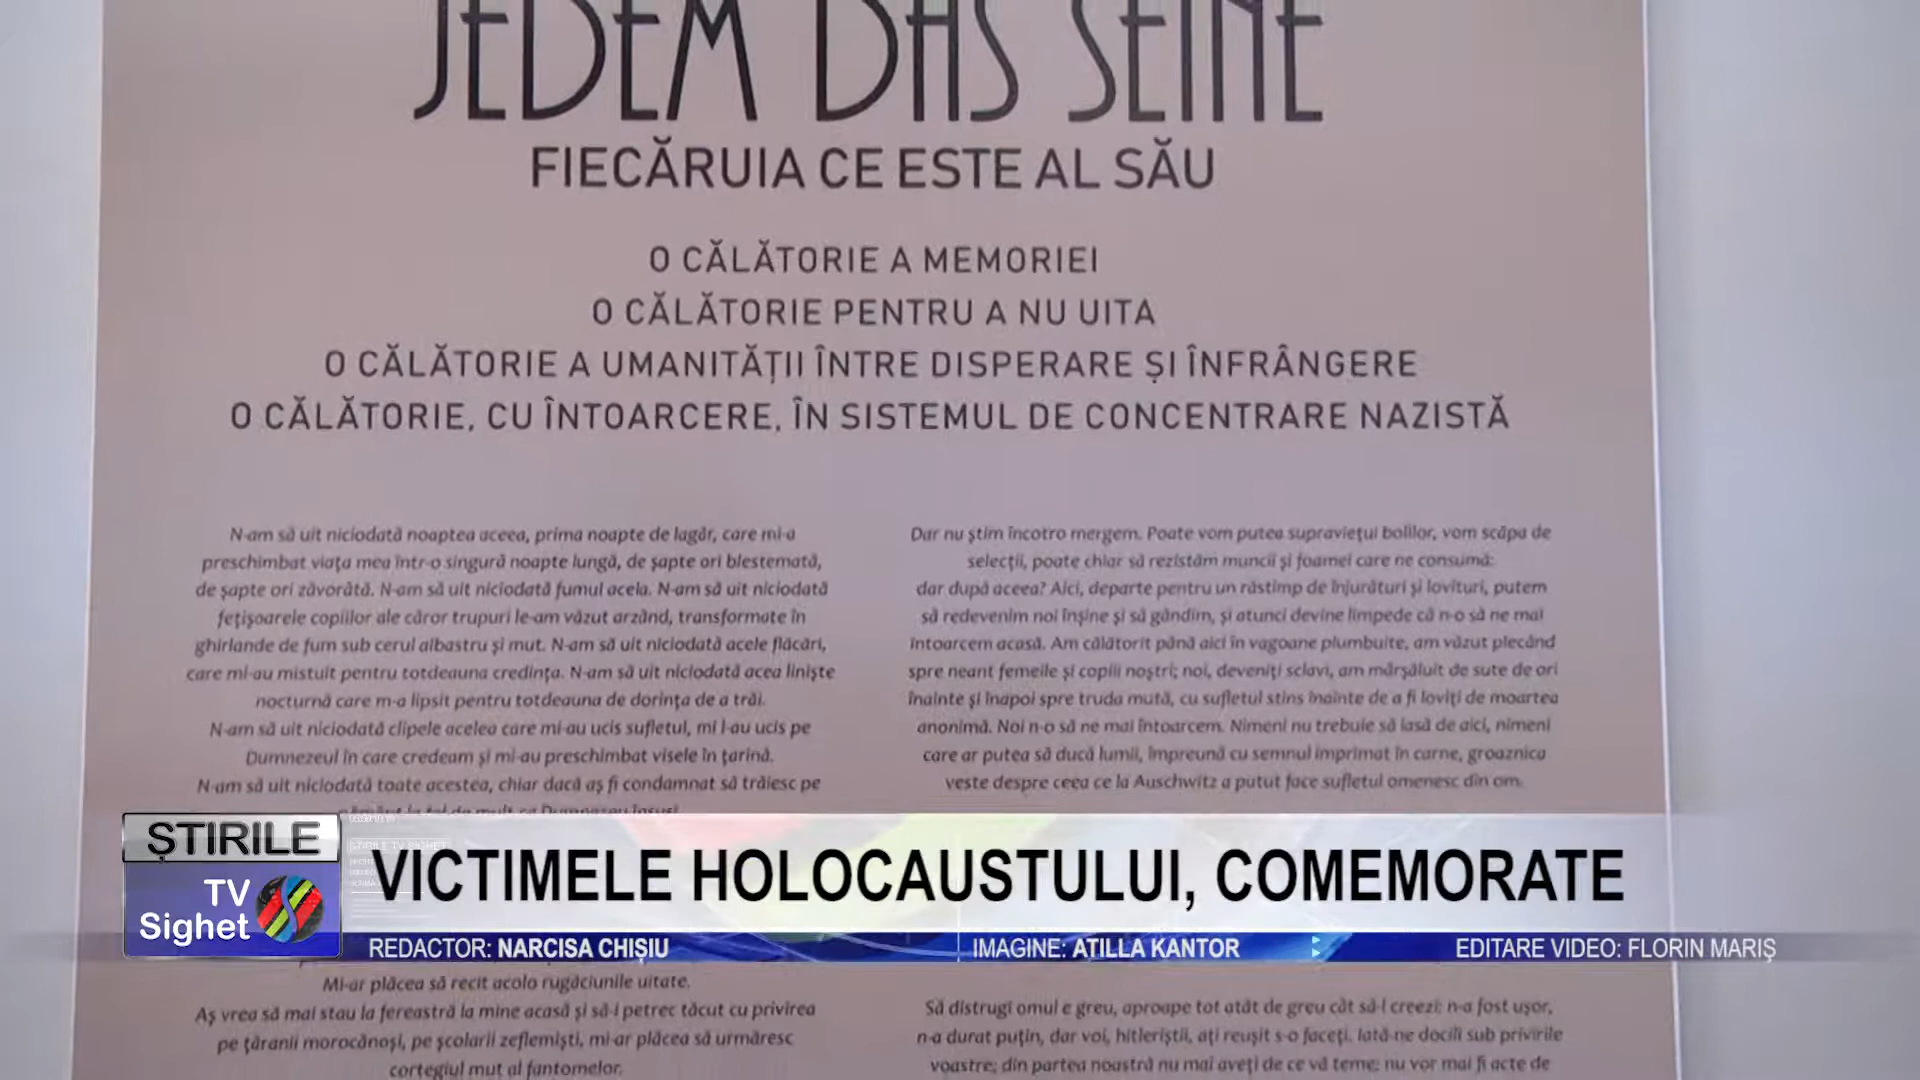 JEDEM DAS SEINE
FIECĂRUIA CE ESTE AL SĂU
O CĂLĂTORIE A MEMORIEI
O CĂLĂTORIE PENTRU A NU UITA
O CĂLĂTORIE A UMANITĂȚII ÎNTRE DISPERARE ȘI ÎNFRÂNGERE
O CĂLĂTORIE, CU ÎNTOARCERE, ÎN SISTEMUL DE CONCENTRARE NAZISTĂ
N-am să uit niciodată noaptea aceea, prima noapte de lagăr, care mi-a
preschimbat viața mea într-o singură noapte lungă, de șapte ori blestemată,
de șapte ori zăvorâtă. N-am să uit niciodată fumul acela. N-am să uit niciodată
fețișoarele copiilor ale căror trupuri le-am văzut arzând, transformate în
ghirlande de fum sub cerul albastru și mut. N-am să uit niciodată acele flăcări,
care mi-au mistuit pentru totdeauna credința. N-am să uit niciodată acea liniște
nocturnă care m-a lipsit pentru totdeauna de dorința de a trăi.
N-am să uit niciodată clipele acelea care mi-au ucis sufletul, mi l-au ucis pe
Dumnezeul în care credeam și mi-au preschimbat visele în țarină.
N-am să uit niciodată toate acestea, chiar dacă aș fi condamnat să trăiesc pe
Dar nu știm încotro mergem. Poate vom putea supraviețui bolilor, vom scăpa de
selecții, poate chiar să rezistăm muncii și foamei care ne consumă:
dar după aceea? Aici, departe pentru un răstimp de înjurături și lovituri, putem
să redevenim noi înșine și să gândim, și atunci devine limpede că n-o să ne mai
întoarcem acasă. Am călătorit până aici în vagoane plumbuite, am văzut plecând
spre neant femeile și copiii noștri; noi, deveniți sclavi, am mărșăluit de sute de ori
înainte și înapoi spre truda mută, cu sufletul stins înainte de a fi loviți de moartea
anonimă. Noi n-o să ne mai întoarcem. Nimeni nu trebuie să iasă de aici, nimeni
care ar putea să ducă lumii, împreună cu semnul imprimat în carne, groaznica
veste despre ceea ce la Auschwitz a putut face sufletul omenesc din om.
ȘTIRILE
TV
Sighet
VICTIMELE HOLOCAUSTULUI, COMEMORATE
REDACTOR: NARCISA CHIȘIU
IMAGINE: ATILLA KANTOR
EDITARE VIDEO: FLORIN MARIŞ
Mi-ar plăcea să recit acolo rugăciunile uitate.
Aș vrea să mai stau la fereastră la mine acasă și să-i petrec tăcut cu privirea
pe țăranii morocănoși, pe școlarii zeflemiști, mi-ar plăcea să urmăresc
cortegiul mut al fantomelor.
Să distrugi omul e greu, aproape tot atât de greu cât să-l creezi: n-a fost ușor,
n-a durat puțin, dar voi, hitleriștii, ați reușit s-o faceți. Iată-ne docili sub privirile
voastre; din partea noastră nu mai aveți de ce vă teme: nu vor mai fi acte de